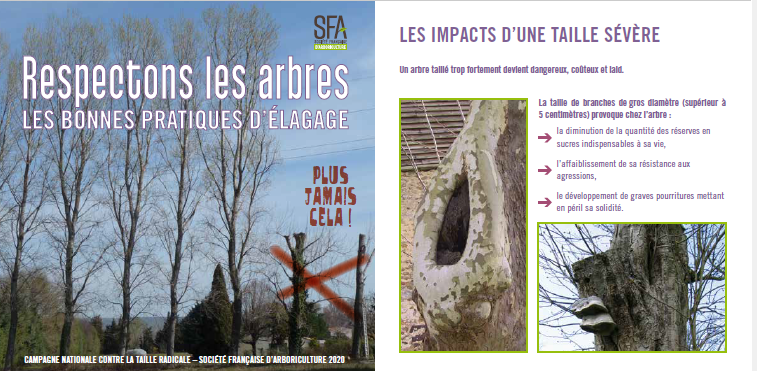 SFA
SOCIÉTÉ FRANÇAISE
D'ARBORICULTURE
Respectons les arbres
LES BONNES PRATIQUES D'ÉLAGAGE
PLUS
JAMAIS
CELA !
CAMPAGNE NATIONALE CONTRE LA TAILLE RADICALE – SOCIÉTÉ FRANÇAISE D'ARBORICULTURE 2020
LES IMPACTS D'UNE TAILLE SÉVÈRE
Un arbre taillé trop fortement devient dangereux, coûteux et laid.
La taille de branches de gros diamètre (supérieur à
5 centimètres) provoque chez l'arbre :
➔ la diminution de la quantité des réserves en
sucres indispensables à sa vie,
➔ l'affaiblissement de sa résistance aux
agressions,
➔ le développement de graves pourritures mettant
en péril sa solidité.